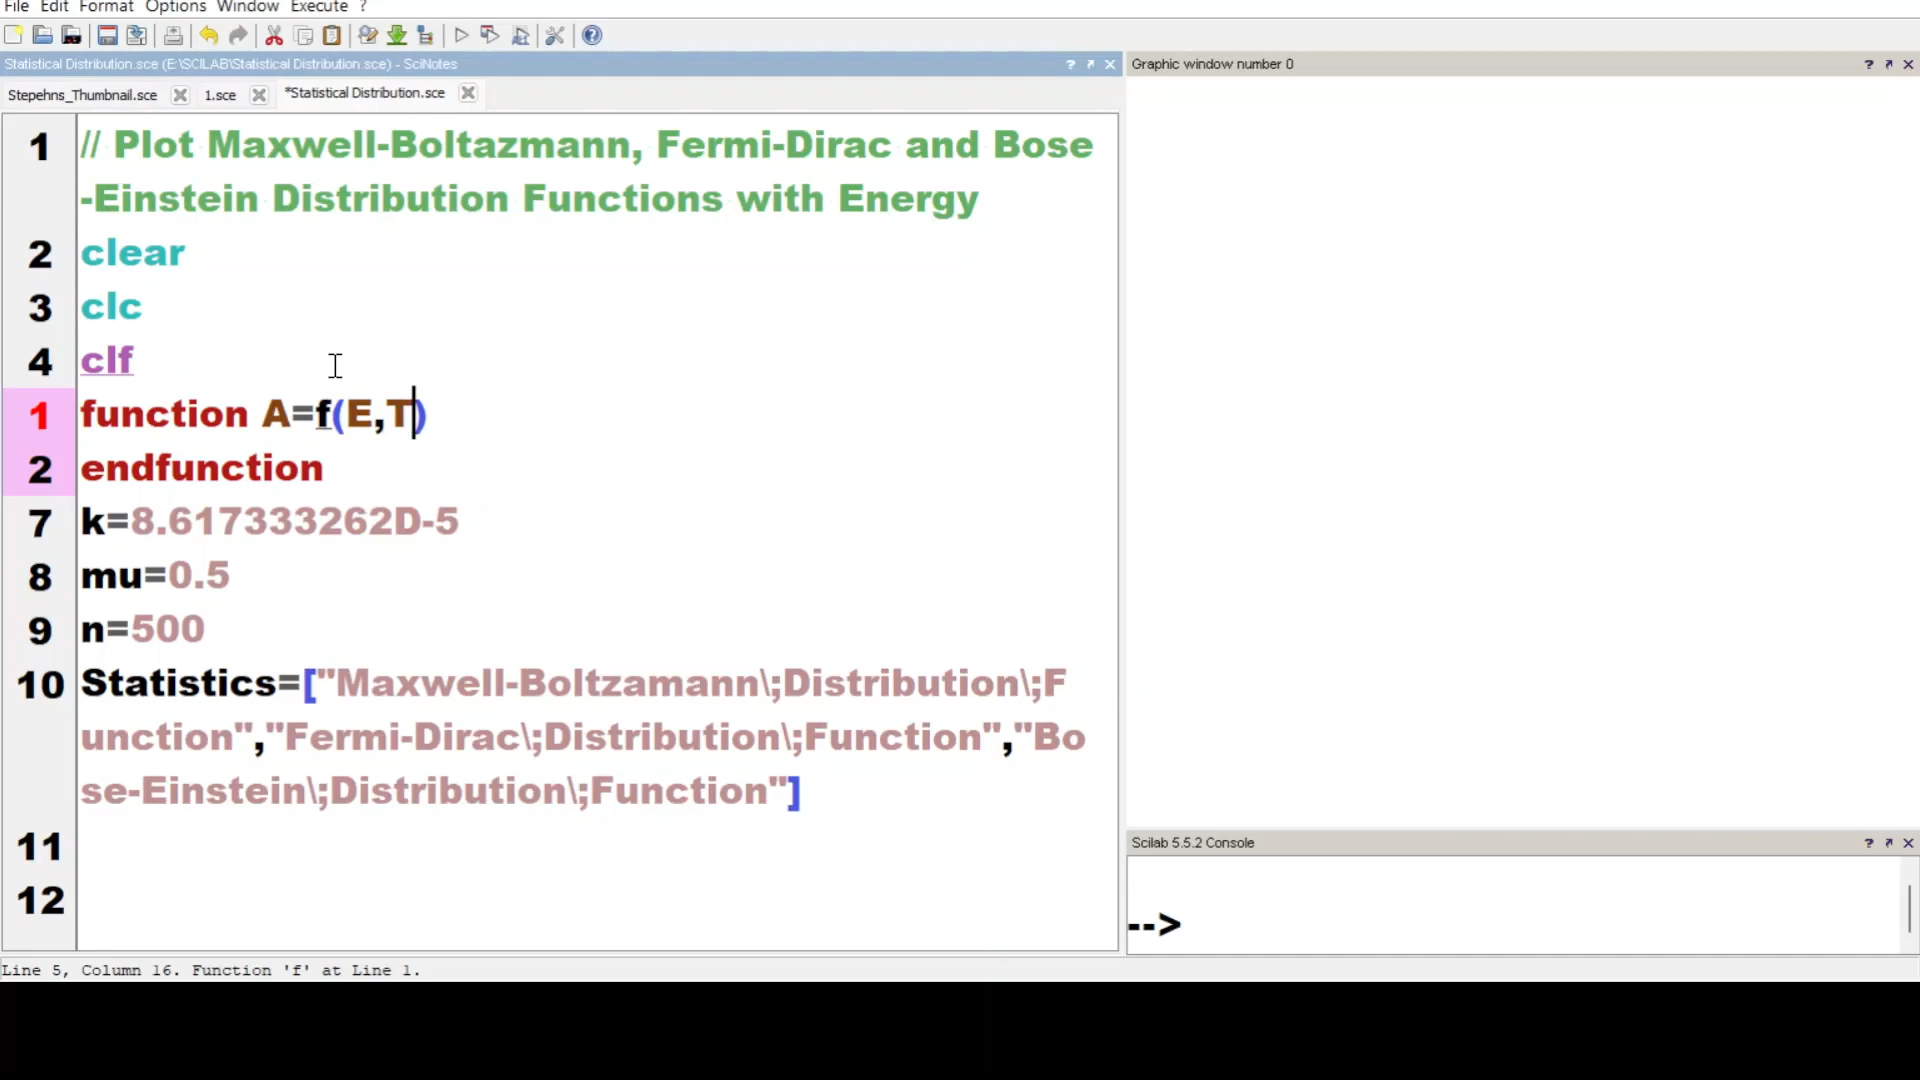 File Edit Format Options Window Execute ?
Statistical Distribution.sce (E:\SCILAB\Statistical Distribution.sce) - SciNotes
? ↗ ×
Graphic window number 0
? ↗ ×
Stepehns_Thumbnail.sce
1.sce
*Statistical Distribution.sce
1 // Plot Maxwell-Boltazmann, Fermi-Dirac and Bose
-Einstein Distribution Functions with Energy
2 clear
3 clc
4 clf
1 function A=f(E,T)
2 endfunction
7 k=8.617333262D-5
8 mu=0.5
9 n=500
10 Statistics=["Maxwell-Boltzamann\;Distribution\;F
unction","Fermi-Dirac\;Distribution\;Function","Bo
se-Einstein\;Distribution\;Function"]
11
12
Scilab 5.5.2 Console
? ↗ ×
-->
Line 5, Column 16. Function 'f' at Line 1.